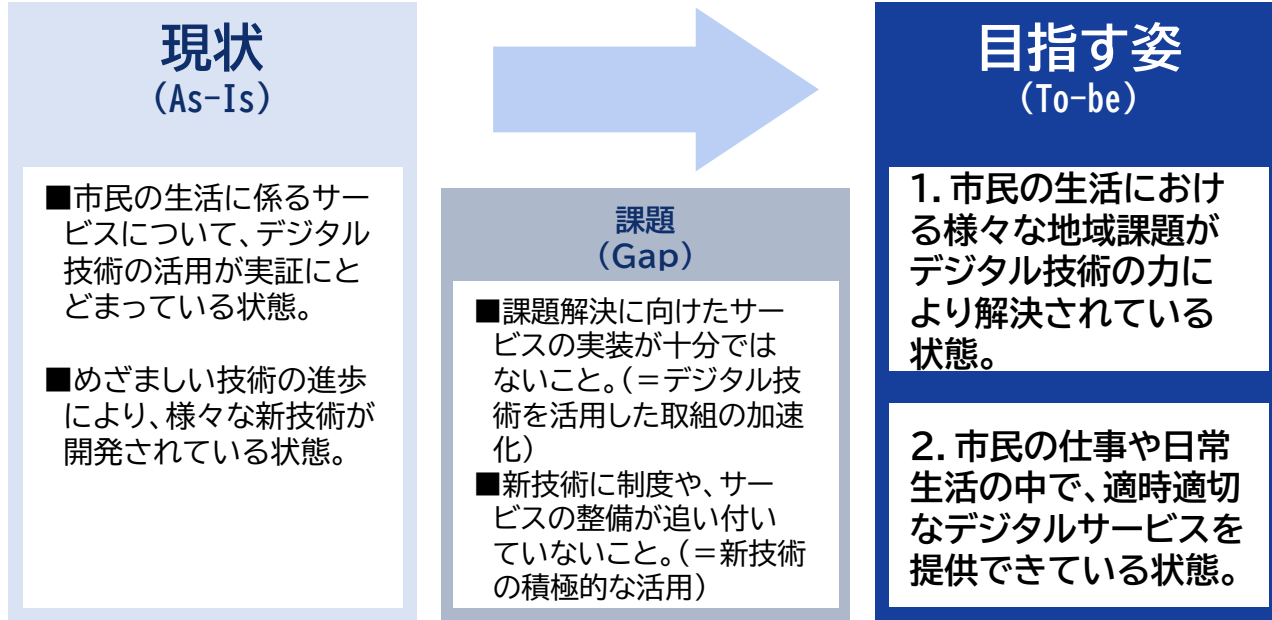 現状
(As-Is)
■市民の生活に係るサー
ビスについて、デジタル
技術の活用が実証にと
どまっている状態。
■めざましい技術の進歩
により、様々な新技術が
開発されている状態。
課題
(Gap)
■課題解決に向けたサー
ビスの実装が十分では
ないこと。(=デジタル技
術を活用した取組の加速
化)
■新技術に制度や、サー
ビスの整備が追い付い
ていないこと。(=新技術
の積極的な活用)
目指す姿
(To-be)
1.市民の生活におけ
る様々な地域課題が
デジタル技術の力に
より解決されている
状態。
2.市民の仕事や日常
生活の中で、適時適切
なデジタルサービスを
提供できている状態。